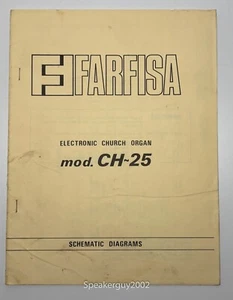 FARFISA
ELECTRONIC CHURCH ORGAN
mod. CH-25
SCHEMATIC DIAGRAMS
Speakerguy2002